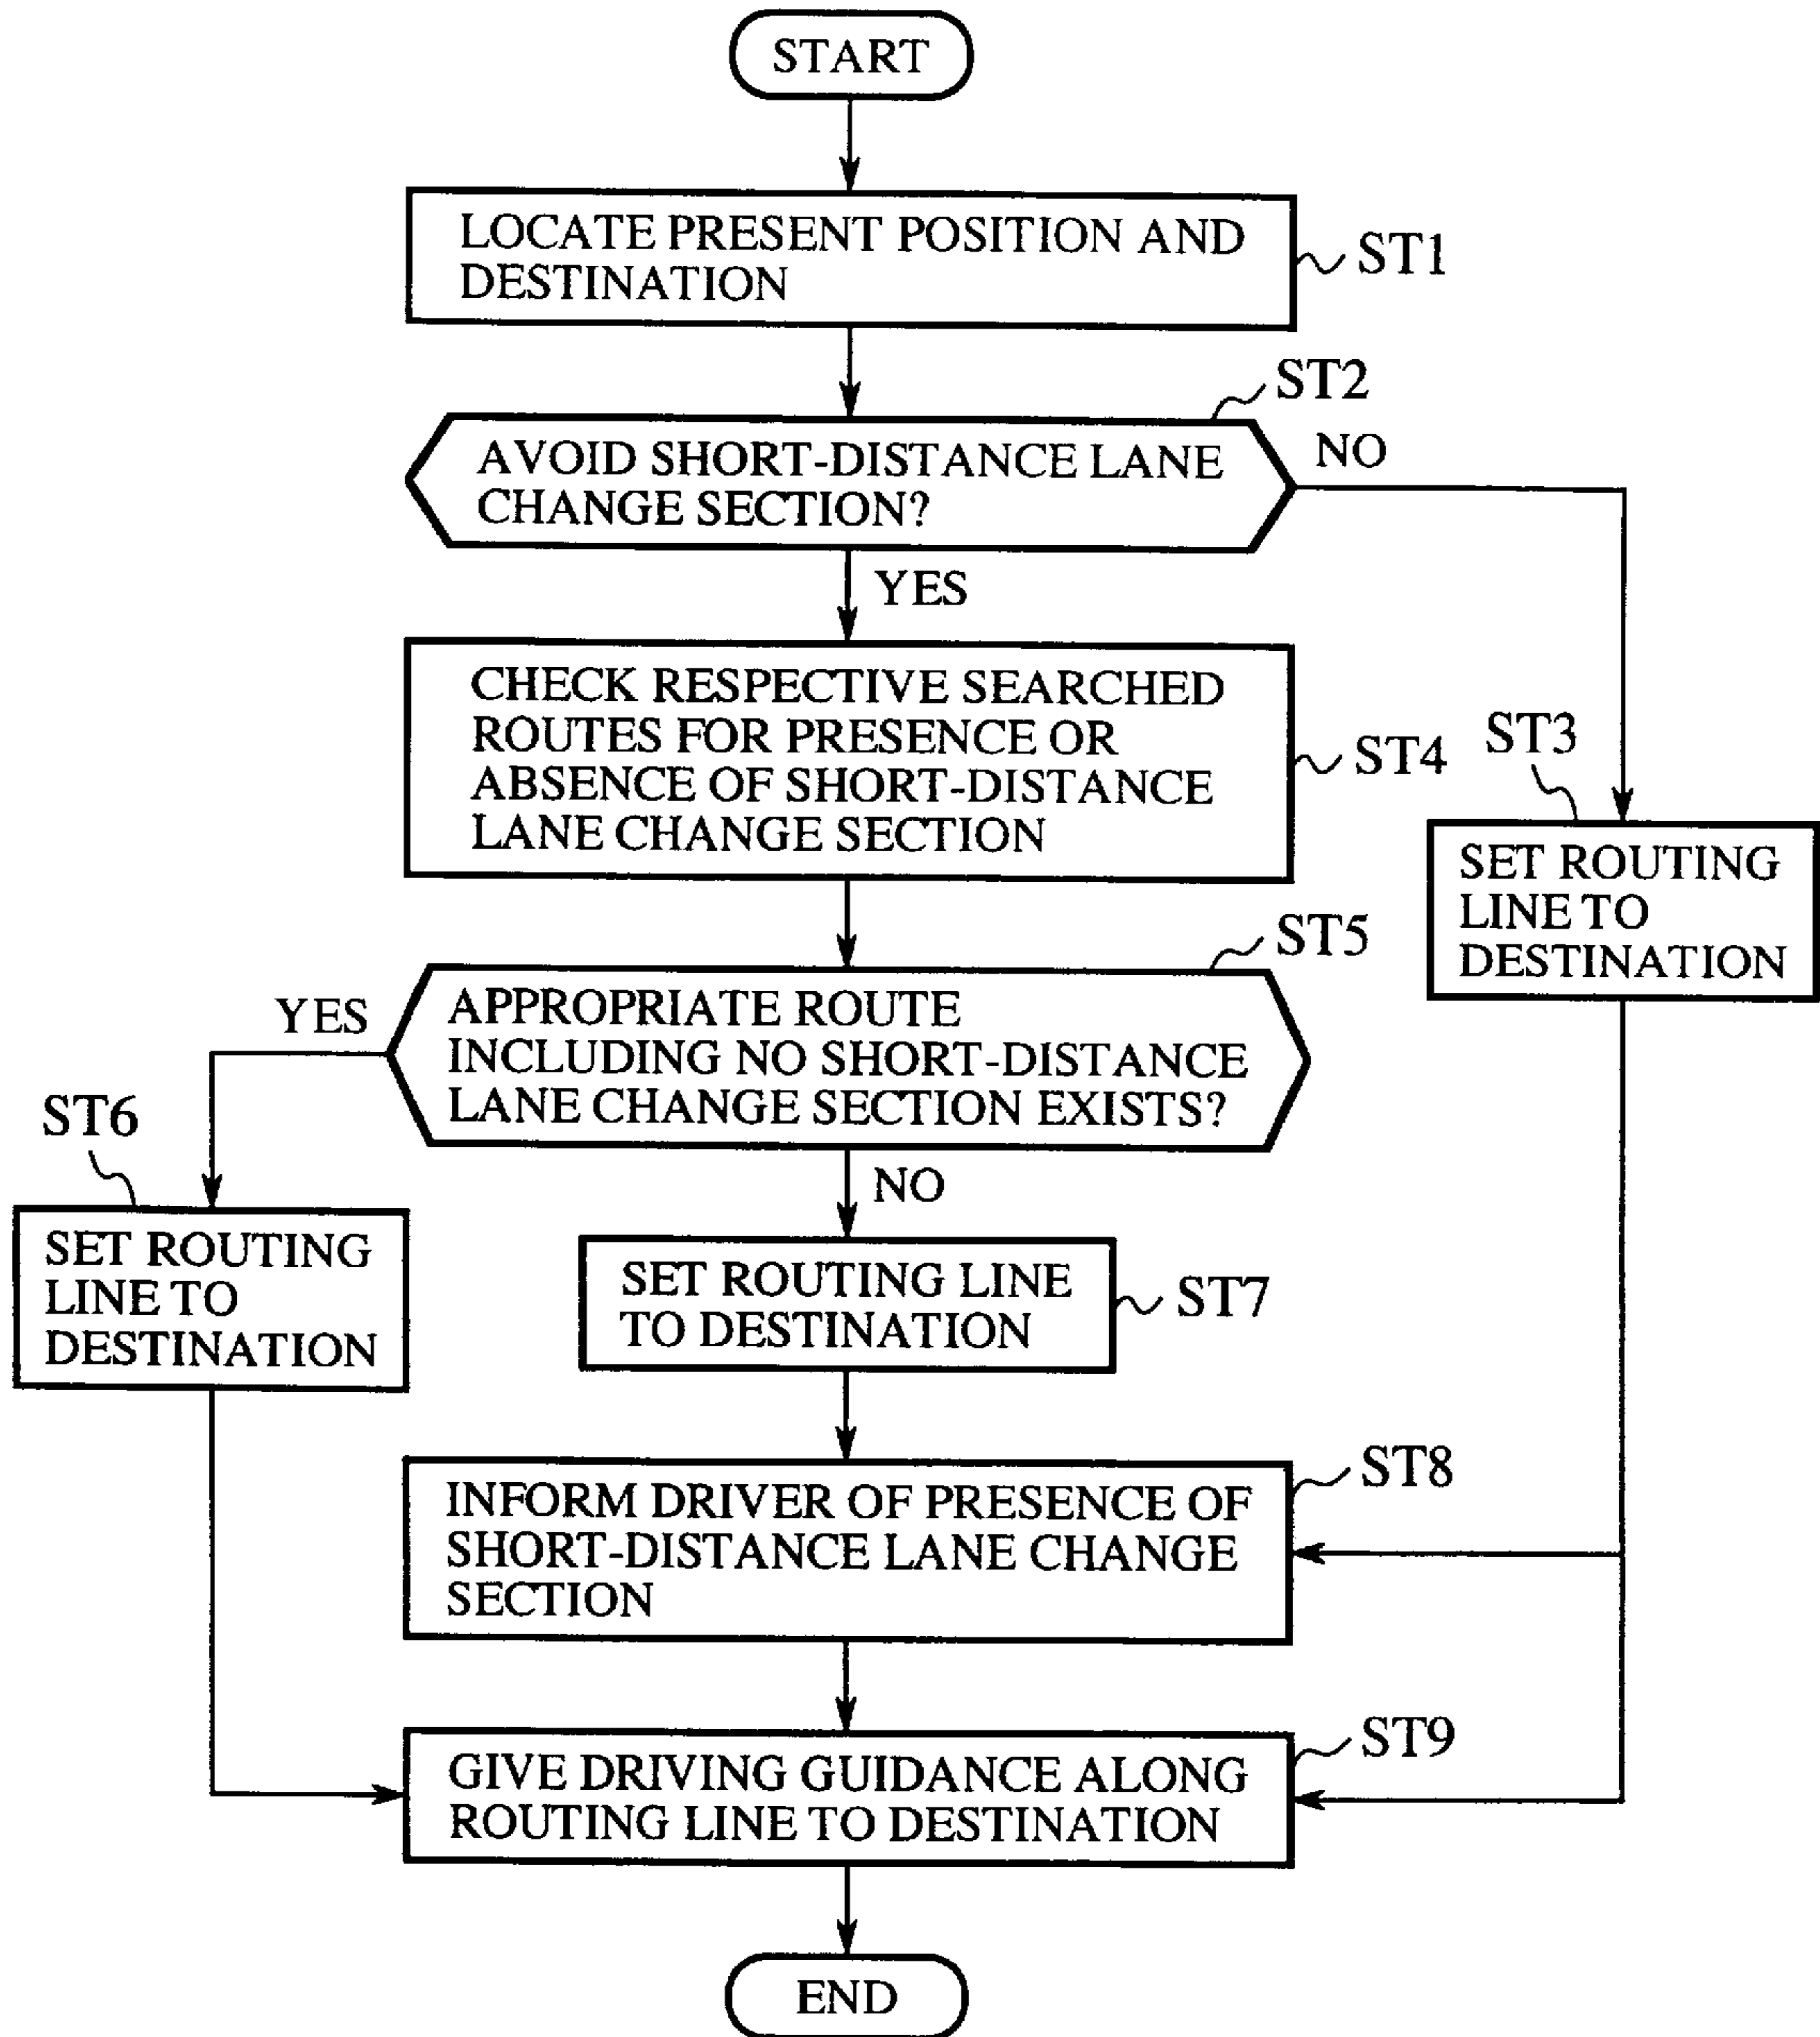 START
LOCATE PRESENT POSITION AND
DESTINATION
ST1
ST2
AVOID SHORT-DISTANCE LANE
CHANGE SECTION?
NO
YES
CHECK RESPECTIVE SEARCHED
ROUTES FOR PRESENCE OR
ABSENCE OF SHORT-DISTANCE
LANE CHANGE SECTION
ST4
ST3
SET ROUTING
LINE TO
DESTINATION
ST5
YES
APPROPRIATE ROUTE
INCLUDING NO SHORT-DISTANCE
LANE CHANGE SECTION EXISTS?
ST6
NO
SET ROUTING
LINE TO
DESTINATION
SET ROUTING LINE
TO DESTINATION
ST7
ST8
INFORM DRIVER OF PRESENCE OF
SHORT-DISTANCE LANE CHANGE
SECTION
ST9
GIVE DRIVING GUIDANCE ALONG
ROUTING LINE TO DESTINATION
END